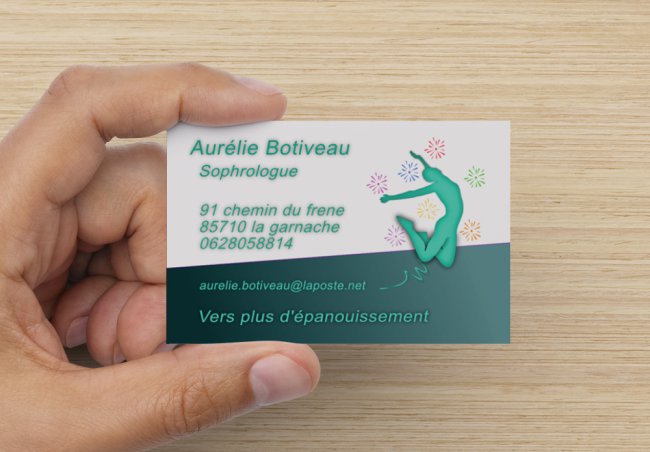 Aurélie Botiveau
Sophrologue
91 chemin du frene
85710 la garnache
0628058814
aurelie.botiveau@laposte.net
Vers plus d'épanouissement